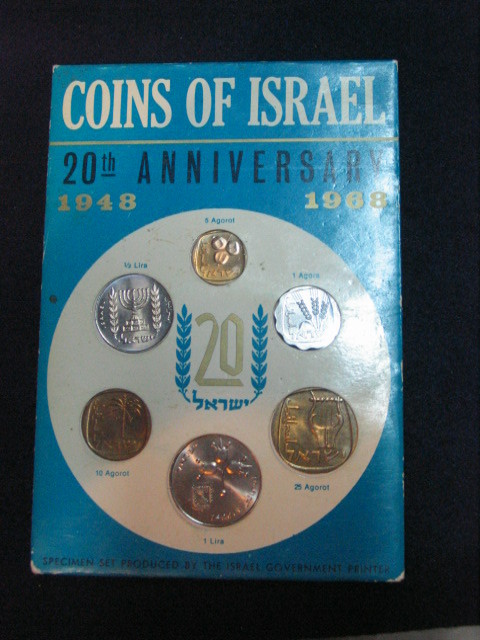 COINS OF ISRAEL
20th ANNIVERSARY
1948 1968
5 Agorot
½ Lira
1 Agora
20
ישראל
10 Agorot
25 Agorot
1 Lira
SPECIMEN SET PRODUCED BY THE ISRAEL GOVERNMENT PRINTER